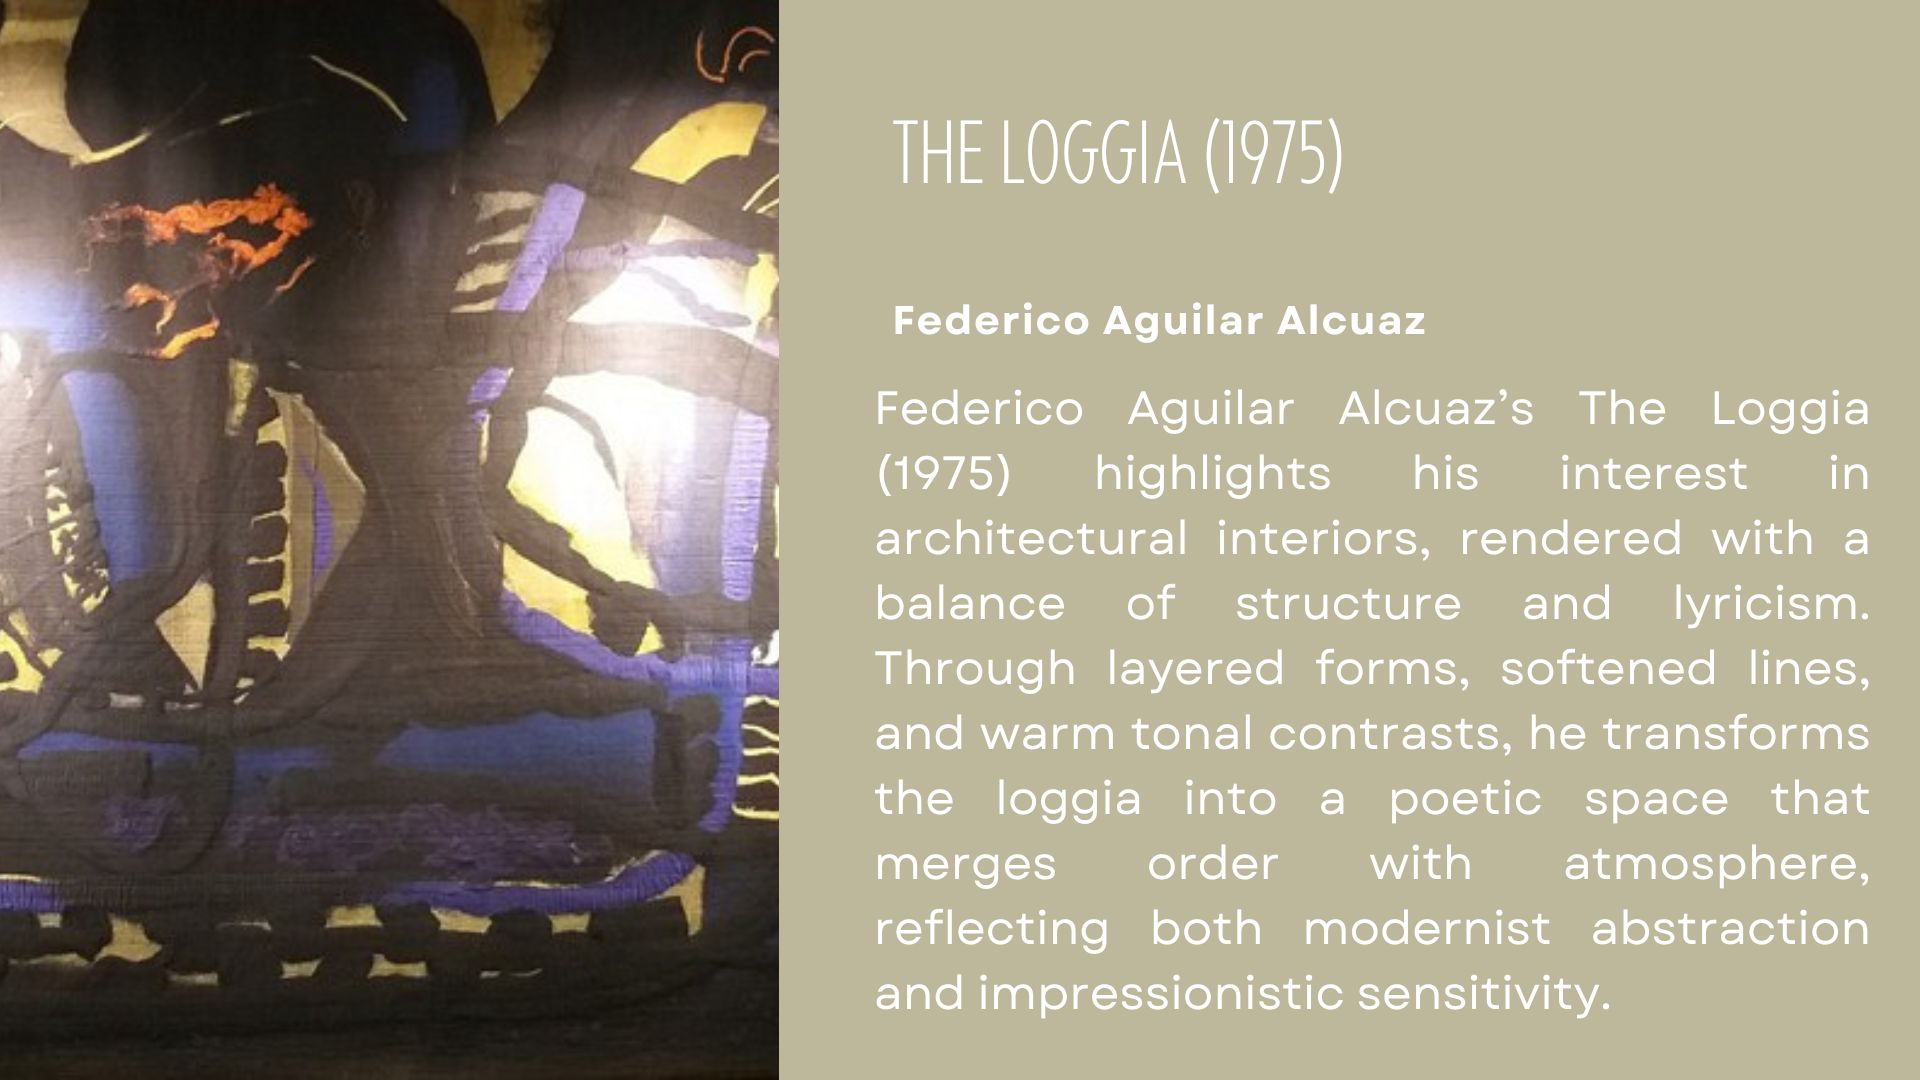 THE LOGGIA (1975)
Federico Aguilar Alcuaz
Federico Aguilar Alcuaz’s The Loggia
(1975) highlights his interest in
architectural interiors, rendered with a
balance of structure and lyricism.
Through layered forms, softened lines,
and warm tonal contrasts, he transforms
the loggia into a poetic space that
merges order with atmosphere,
reflecting both modernist abstraction
and impressionistic sensitivity.